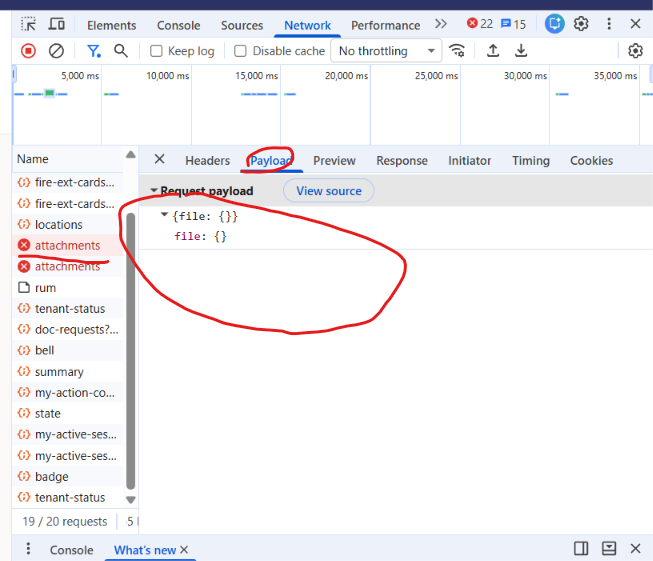 Elements Console Sources Network Performance 22 15
Keep log Disable cache No throttling
5,000 ms 10,000 ms 15,000 ms 20,000 ms 25,000 ms 30,000 ms 35,000 ms
Name
Headers Payload Preview Response Initiator Timing Cookies
fire-ext-cards...
fire-ext-cards...
locations
attachments
attachments
rum
tenant-status
doc-requests?...
bell
summary
my-action-co...
state
my-active-ses...
my-active-ses...
badge
tenant-status
Request payload View source
{file: {}}
file: {}
19 / 20 requests 5
Console What's new